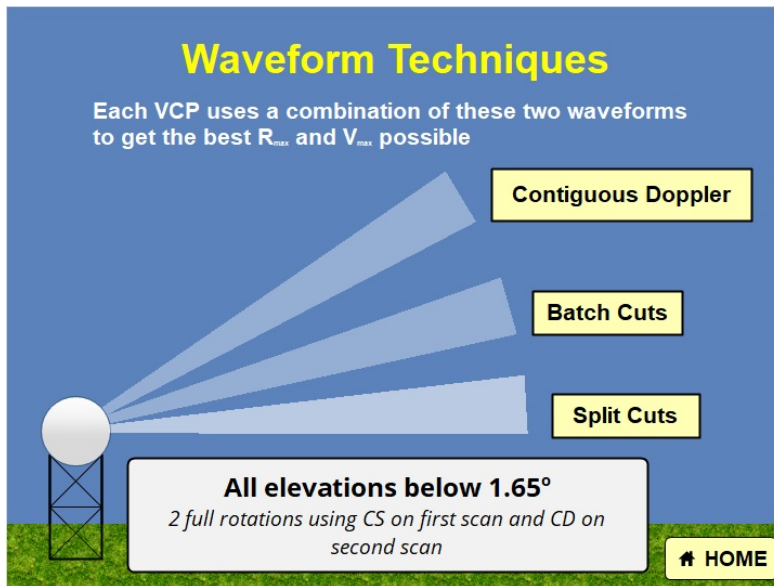 Waveform Techniques
Each VCP uses a combination of these two waveforms
to get the best Rmax and Vmax possible
Contiguous Doppler
Batch Cuts
Split Cuts
All elevations below 1.65º
2 full rotations using CS on first scan and CD on
second scan
HOME